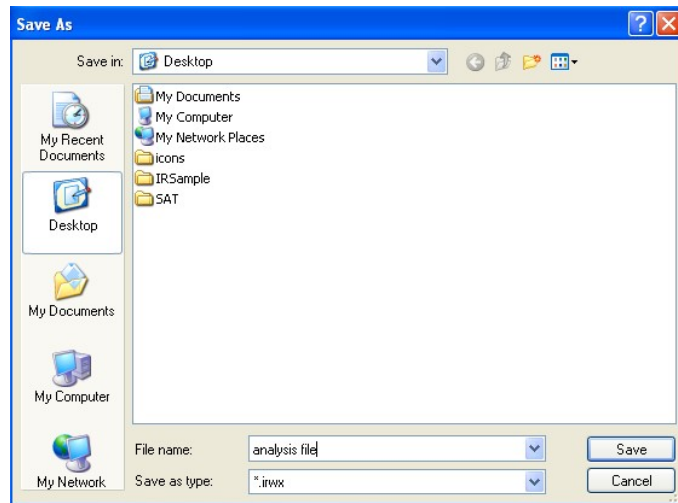 Save As
Save in: Desktop
My Recent
Documents
Desktop
My Documents
My Computer
My Network
My Documents
My Computer
My Network Places
icons
IRSample
SAT
File name: analysis file Save
Save as type: *.irwx Cancel